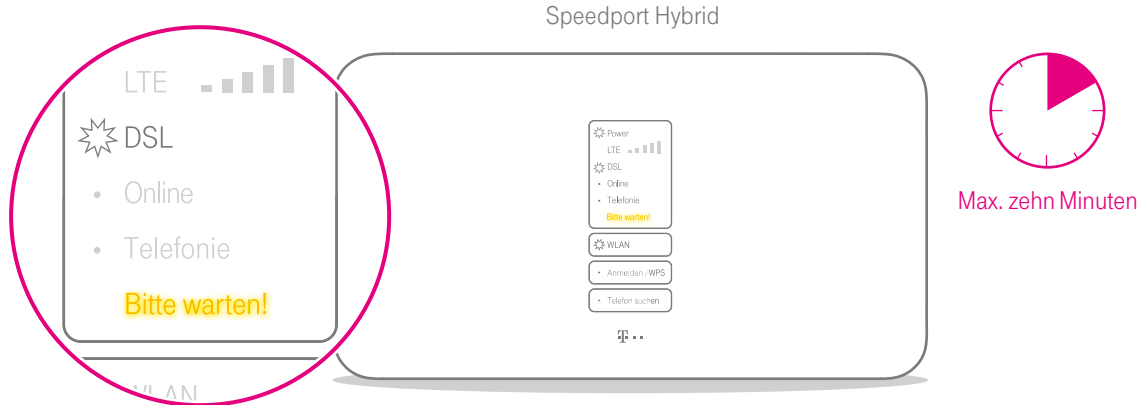 Speedport Hybrid
LTE
DSL
Online
Telefonie
Bitte warten!
WLAN
Power
LTE
DSL
Online
Telefonie
Bitte warten!
WLAN
Anmelden / WPS
Telefon suchen
T
Max. zehn Minuten